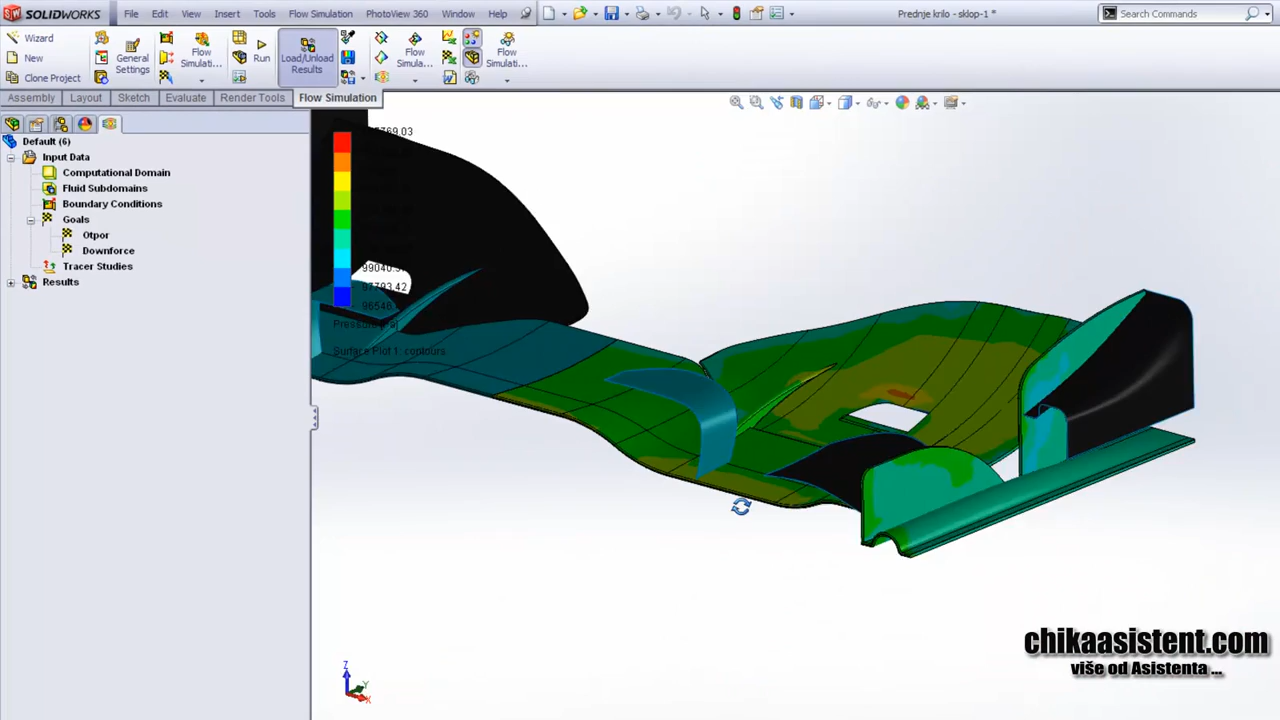 SOLIDWORKS
File Edit View Insert Tools Flow Simulation PhotoView 360 Window Help
Prednje krilo - sklop-1 *
Search Commands
Wizard
New
Clone Project
General Settings
Flow Simulati...
Run
Load/Unload Results
Flow Simula...
Flow Simulati...
Assembly Layout Sketch Evaluate Render Tools Flow Simulation
Default (6)
Input Data
Computational Domain
Fluid Subdomains
Boundary Conditions
Goals
Otpor
Downforce
Tracer Studies
Results
97793.42
Surface Plot 1: contours
Z
Y
X
chikaasistent.com
više od Asistenta ...